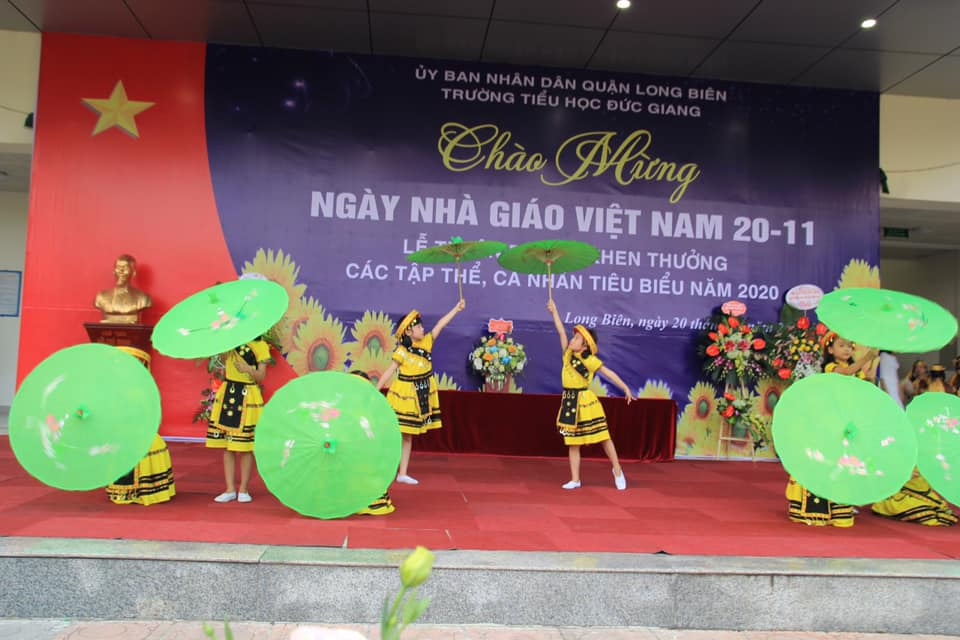 ỦY BAN NHÂN DÂN QUẬN LONG BIÊN
TRƯỜNG TIỂU HỌC ĐỨC GIANG
Chào Mừng
NGÀY NHÀ GIÁO VIỆT NAM 20-11
LỄ KHEN THƯỞNG
CÁC TẬP THỂ, CÁ NHÂN TIÊU BIỂU NĂM 2020
Long Biên, ngày 20